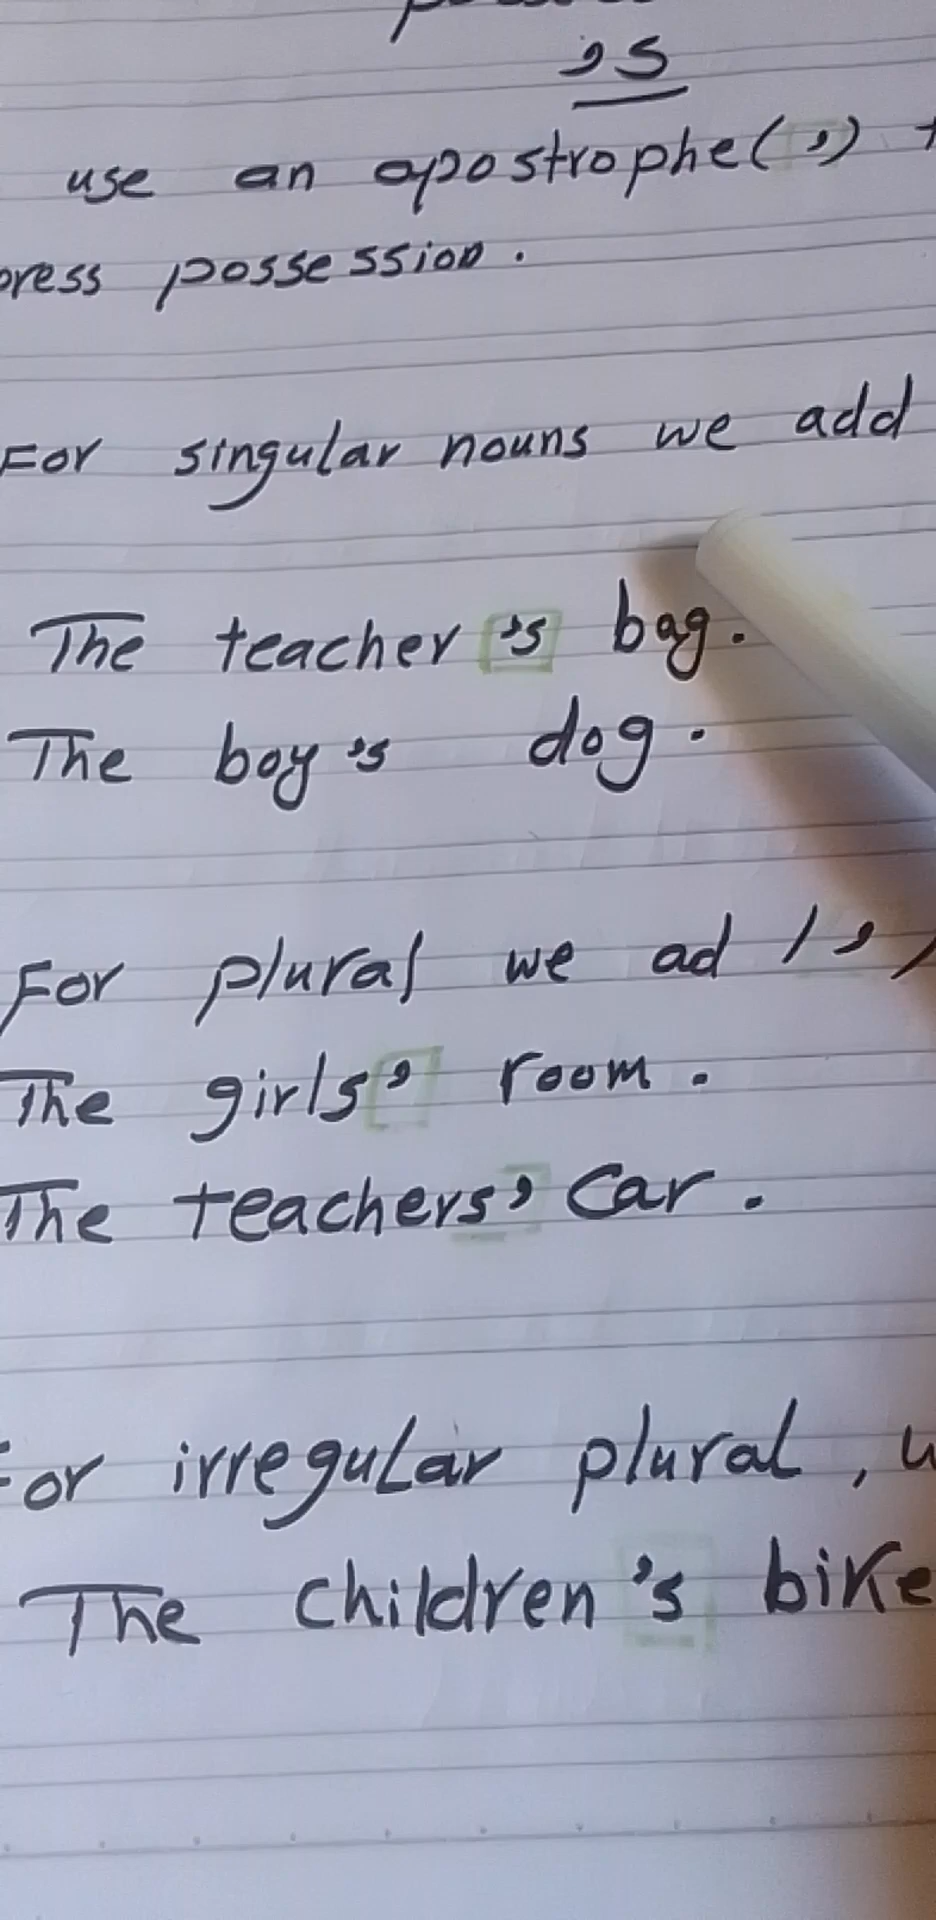 's
use an apostrophe(')
press possession.
For singular nouns we add
The teacher's bag.
The boy's dog.
For plural we ad /'/
The girls' room.
The teachers' car.
For irregular plural,
The children's bike